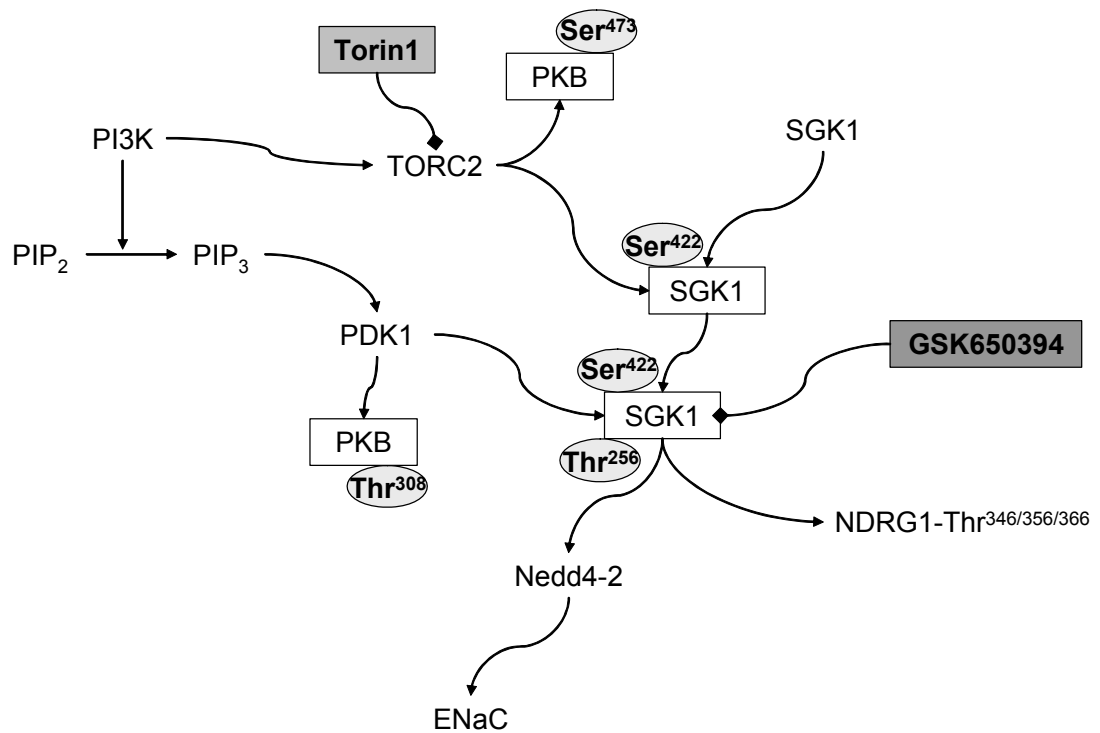 Ser473
Torin1
PKB
PI3K
SGK1
TORC2
Ser422
PIP2
PIP3
SGK1
PDK1
GSK650394
Ser422
SGK1
PKB
Thr256
Thr308
NDRG1-Thr346/356/366
Nedd4-2
ENaC